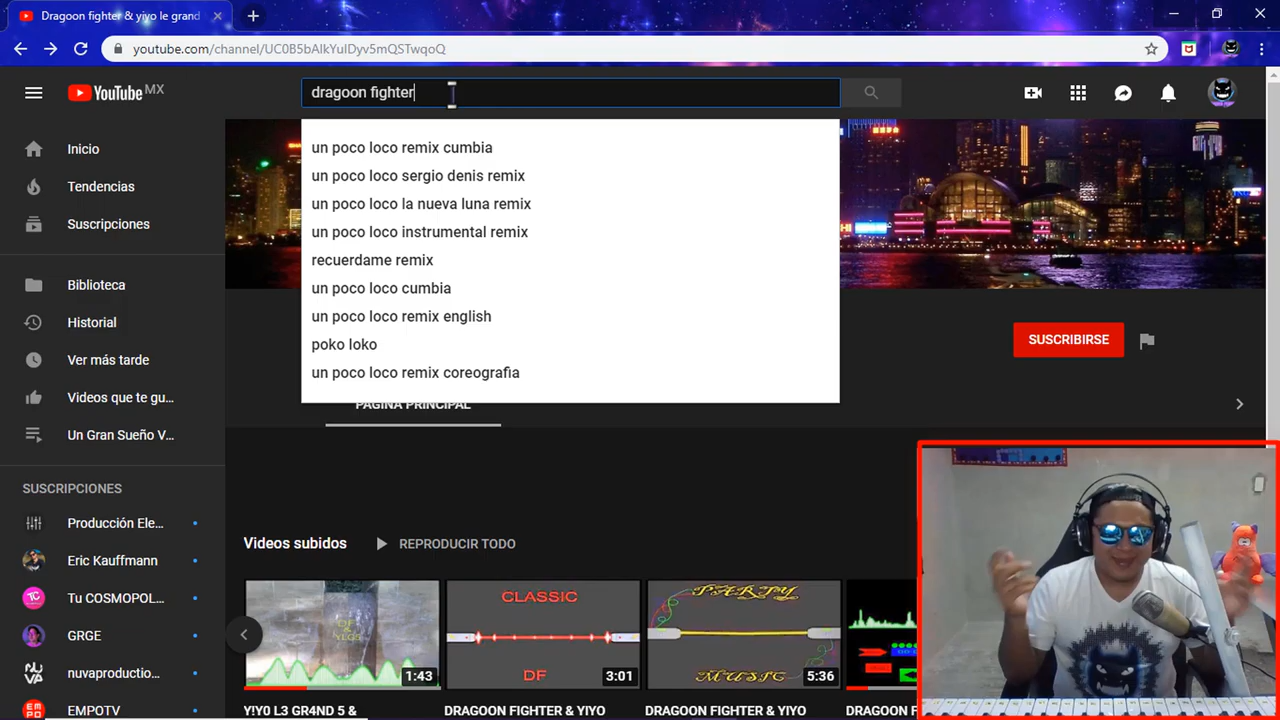 Dragoon fighter & yiyo le grand
youtube.com/channel/UC0B5bAlkYuIDyv5mQSTwqoQ
YouTube MX
dragoon fighter
un poco loco remix cumbia
un poco loco sergio denis remix
un poco loco la nueva luna remix
un poco loco instrumental remix
recuerdame remix
un poco loco cumbia
un poco loco remix english
poko loko
un poco loco remix coreografia
Inicio
Tendencias
Suscripciones
Biblioteca
Historial
Ver más tarde
Videos que te gu...
Un Gran Sueño V...
SUSCRIPCIONES
Producción Ele...
Eric Kauffmann
Tu COSMOPOL...
GRGE
nuvaproductio...
EMPOTV
SUSCRIBIRSE
PÁGINA PRINCIPAL
Videos subidos
REPRODUCIR TODO
DF
&
YLG5
1:43
CLASSIC
DF
3:01
PARTY
MUSIC
5:36
Y!YO L3 GR4ND 5 &
DRAGOON FIGHTER & YIYO
DRAGOON FIGHTER & YIYO